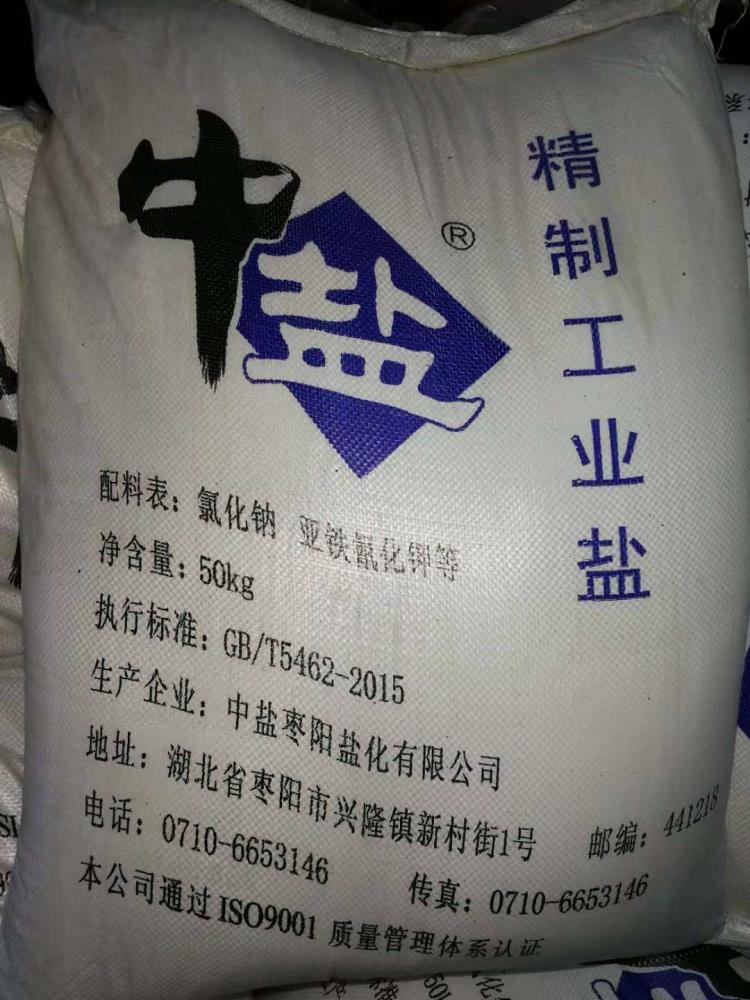 中盐®
精制工业盐
配料表：氯化钠 亚铁氰化钾等
净含量：50kg
执行标准：GB/T5462-2015
生产企业：中盐枣阳盐化有限公司
地址：湖北省枣阳市兴隆镇新村街1号 邮编：441218
电话：0710-6653146 传真：0710-6653146
本公司通过ISO9001质量管理体系认证